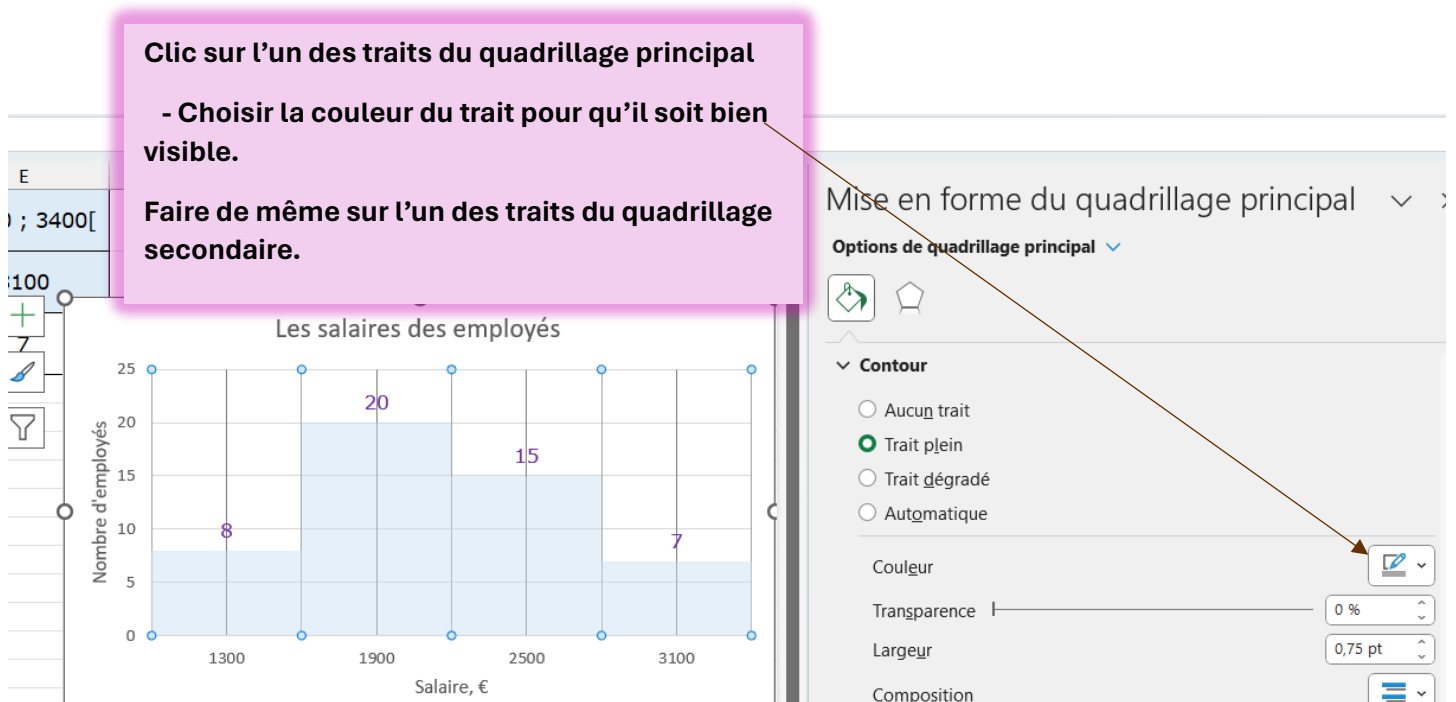 Clic sur l’un des traits du quadrillage principal
- Choisir la couleur du trait pour qu’il soit bien
visible.
Faire de même sur l’un des traits du quadrillage
secondaire.
E
; 3400[
3100
7
Les salaires des employés
25
20
15
10
5
0
Nombre d'employés
8
20
15
7
1300
1900
2500
3100
Salaire, €
Mise en forme du quadrillage principal
Options de quadrillage principal
Contour
Aucun trait
Trait plein
Trait dégradé
Automatique
Couleur
Transparence
0 %
Largeur
0,75 pt
Composition